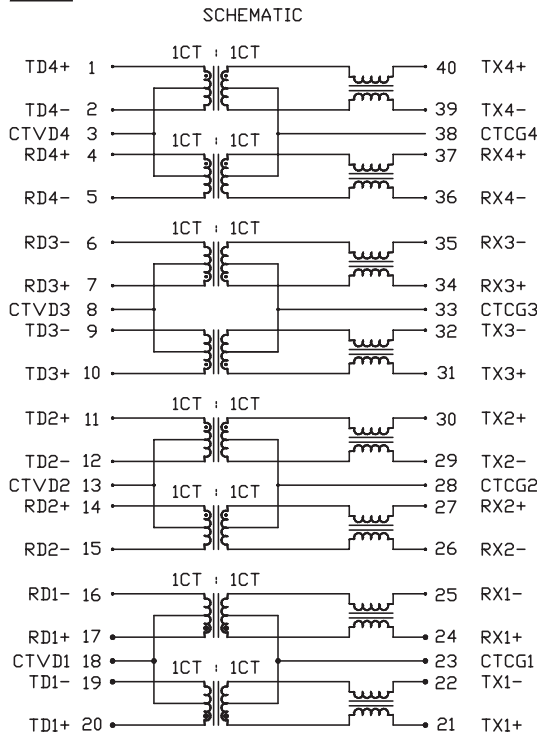 SCHEMATIC
1CT : 1CT
TD4+ 1 40 TX4+
TD4- 2 39 TX4-
CTVD4 3 38 CTCG4
1CT : 1CT
RD4+ 4 37 RX4+
RD4- 5 36 RX4-
1CT : 1CT
RD3- 6 35 RX3-
RD3+ 7 34 RX3+
CTVD3 8 33 CTCG3
1CT : 1CT
TD3- 9 32 TX3-
TD3+ 10 31 TX3+
1CT : 1CT
TD2+ 11 30 TX2+
TD2- 12 29 TX2-
CTVD2 13 28 CTCG2
1CT : 1CT
RD2+ 14 27 RX2+
RD2- 15 26 RX2-
1CT : 1CT
RD1- 16 25 RX1-
RD1+ 17 24 RX1+
CTVD1 18 23 CTCG1
1CT : 1CT
TD1- 19 22 TX1-
TD1+ 20 21 TX1+